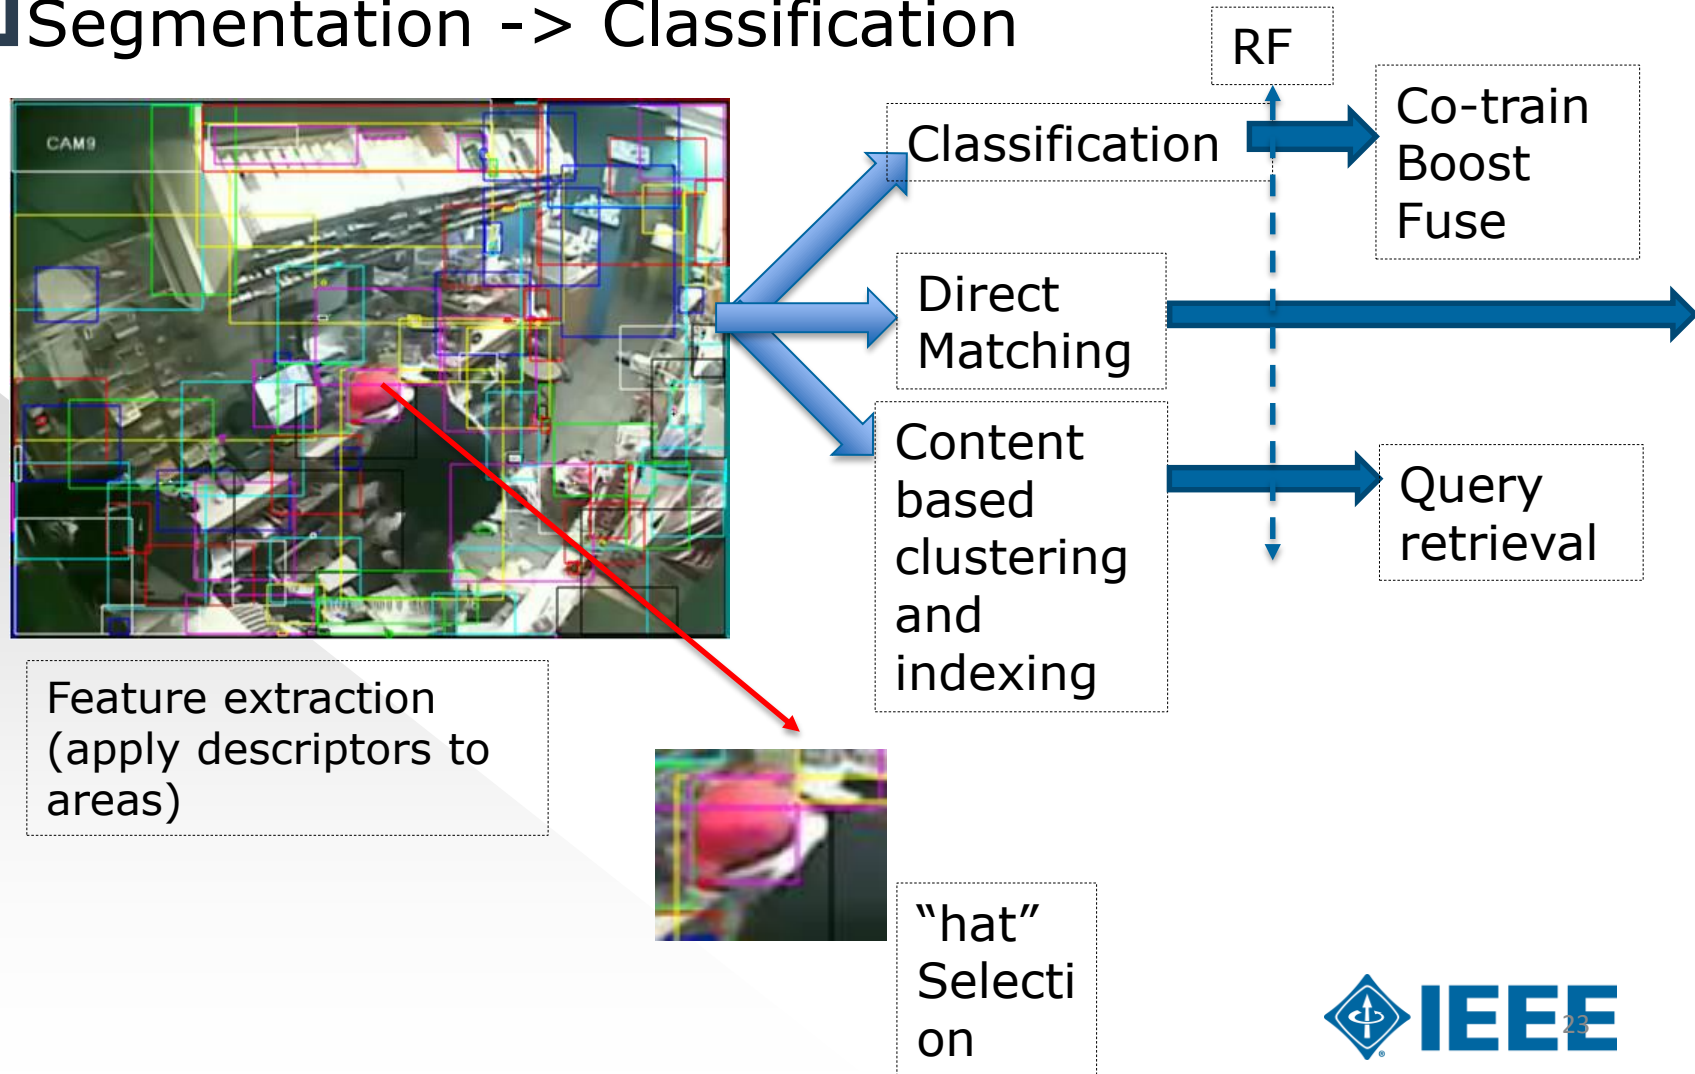 Segmentation -> Classification
RF
CAM9
Classification
Co-train
Boost
Fuse
Direct
Matching
Content
based
clustering
and
indexing
Query
retrieval
Feature extraction
(apply descriptors to
areas)
“hat”
Selecti
on
IEEE
23